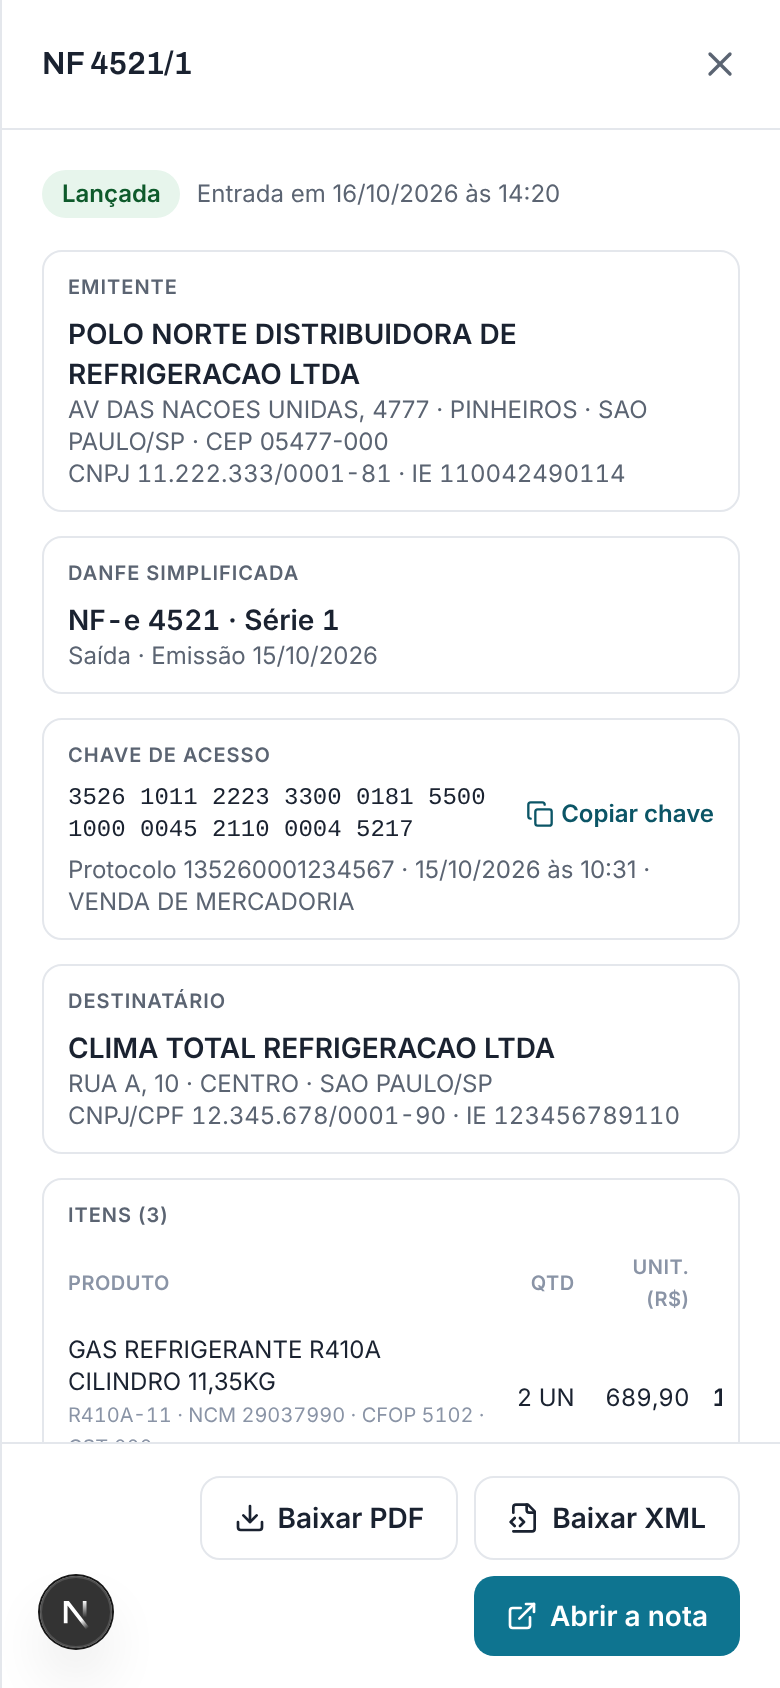 NF 4521/1
Lançada
Entrada em 16/10/2026 às 14:20
EMITENTE
POLO NORTE DISTRIBUIDORA DE
REFRIGERACAO LTDA
AV DAS NACOES UNIDAS, 4777 · PINHEIROS · SAO
PAULO/SP · CEP 05477-000
CNPJ 11.222.333/0001-81 · IE 110042490114
DANFE SIMPLIFICADA
NF-e 4521 · Série 1
Saída · Emissão 15/10/2026
CHAVE DE ACESSO
3526 1011 2223 3300 0181 5500
1000 0045 2110 0004 5217
Copiar chave
Protocolo 135260001234567 · 15/10/2026 às 10:31 ·
VENDA DE MERCADORIA
DESTINATÁRIO
CLIMA TOTAL REFRIGERACAO LTDA
RUA A, 10 · CENTRO · SAO PAULO/SP
CNPJ/CPF 12.345.678/0001-90 · IE 123456789110
ITENS (3)
PRODUTO QTD UNIT. (R$)
GAS REFRIGERANTE R410A
CILINDRO 11,35KG
2 UN 689,90 1
R410A-11 · NCM 29037990 · CFOP 5102 ·
Baixar PDF
Baixar XML
N
Abrir a nota